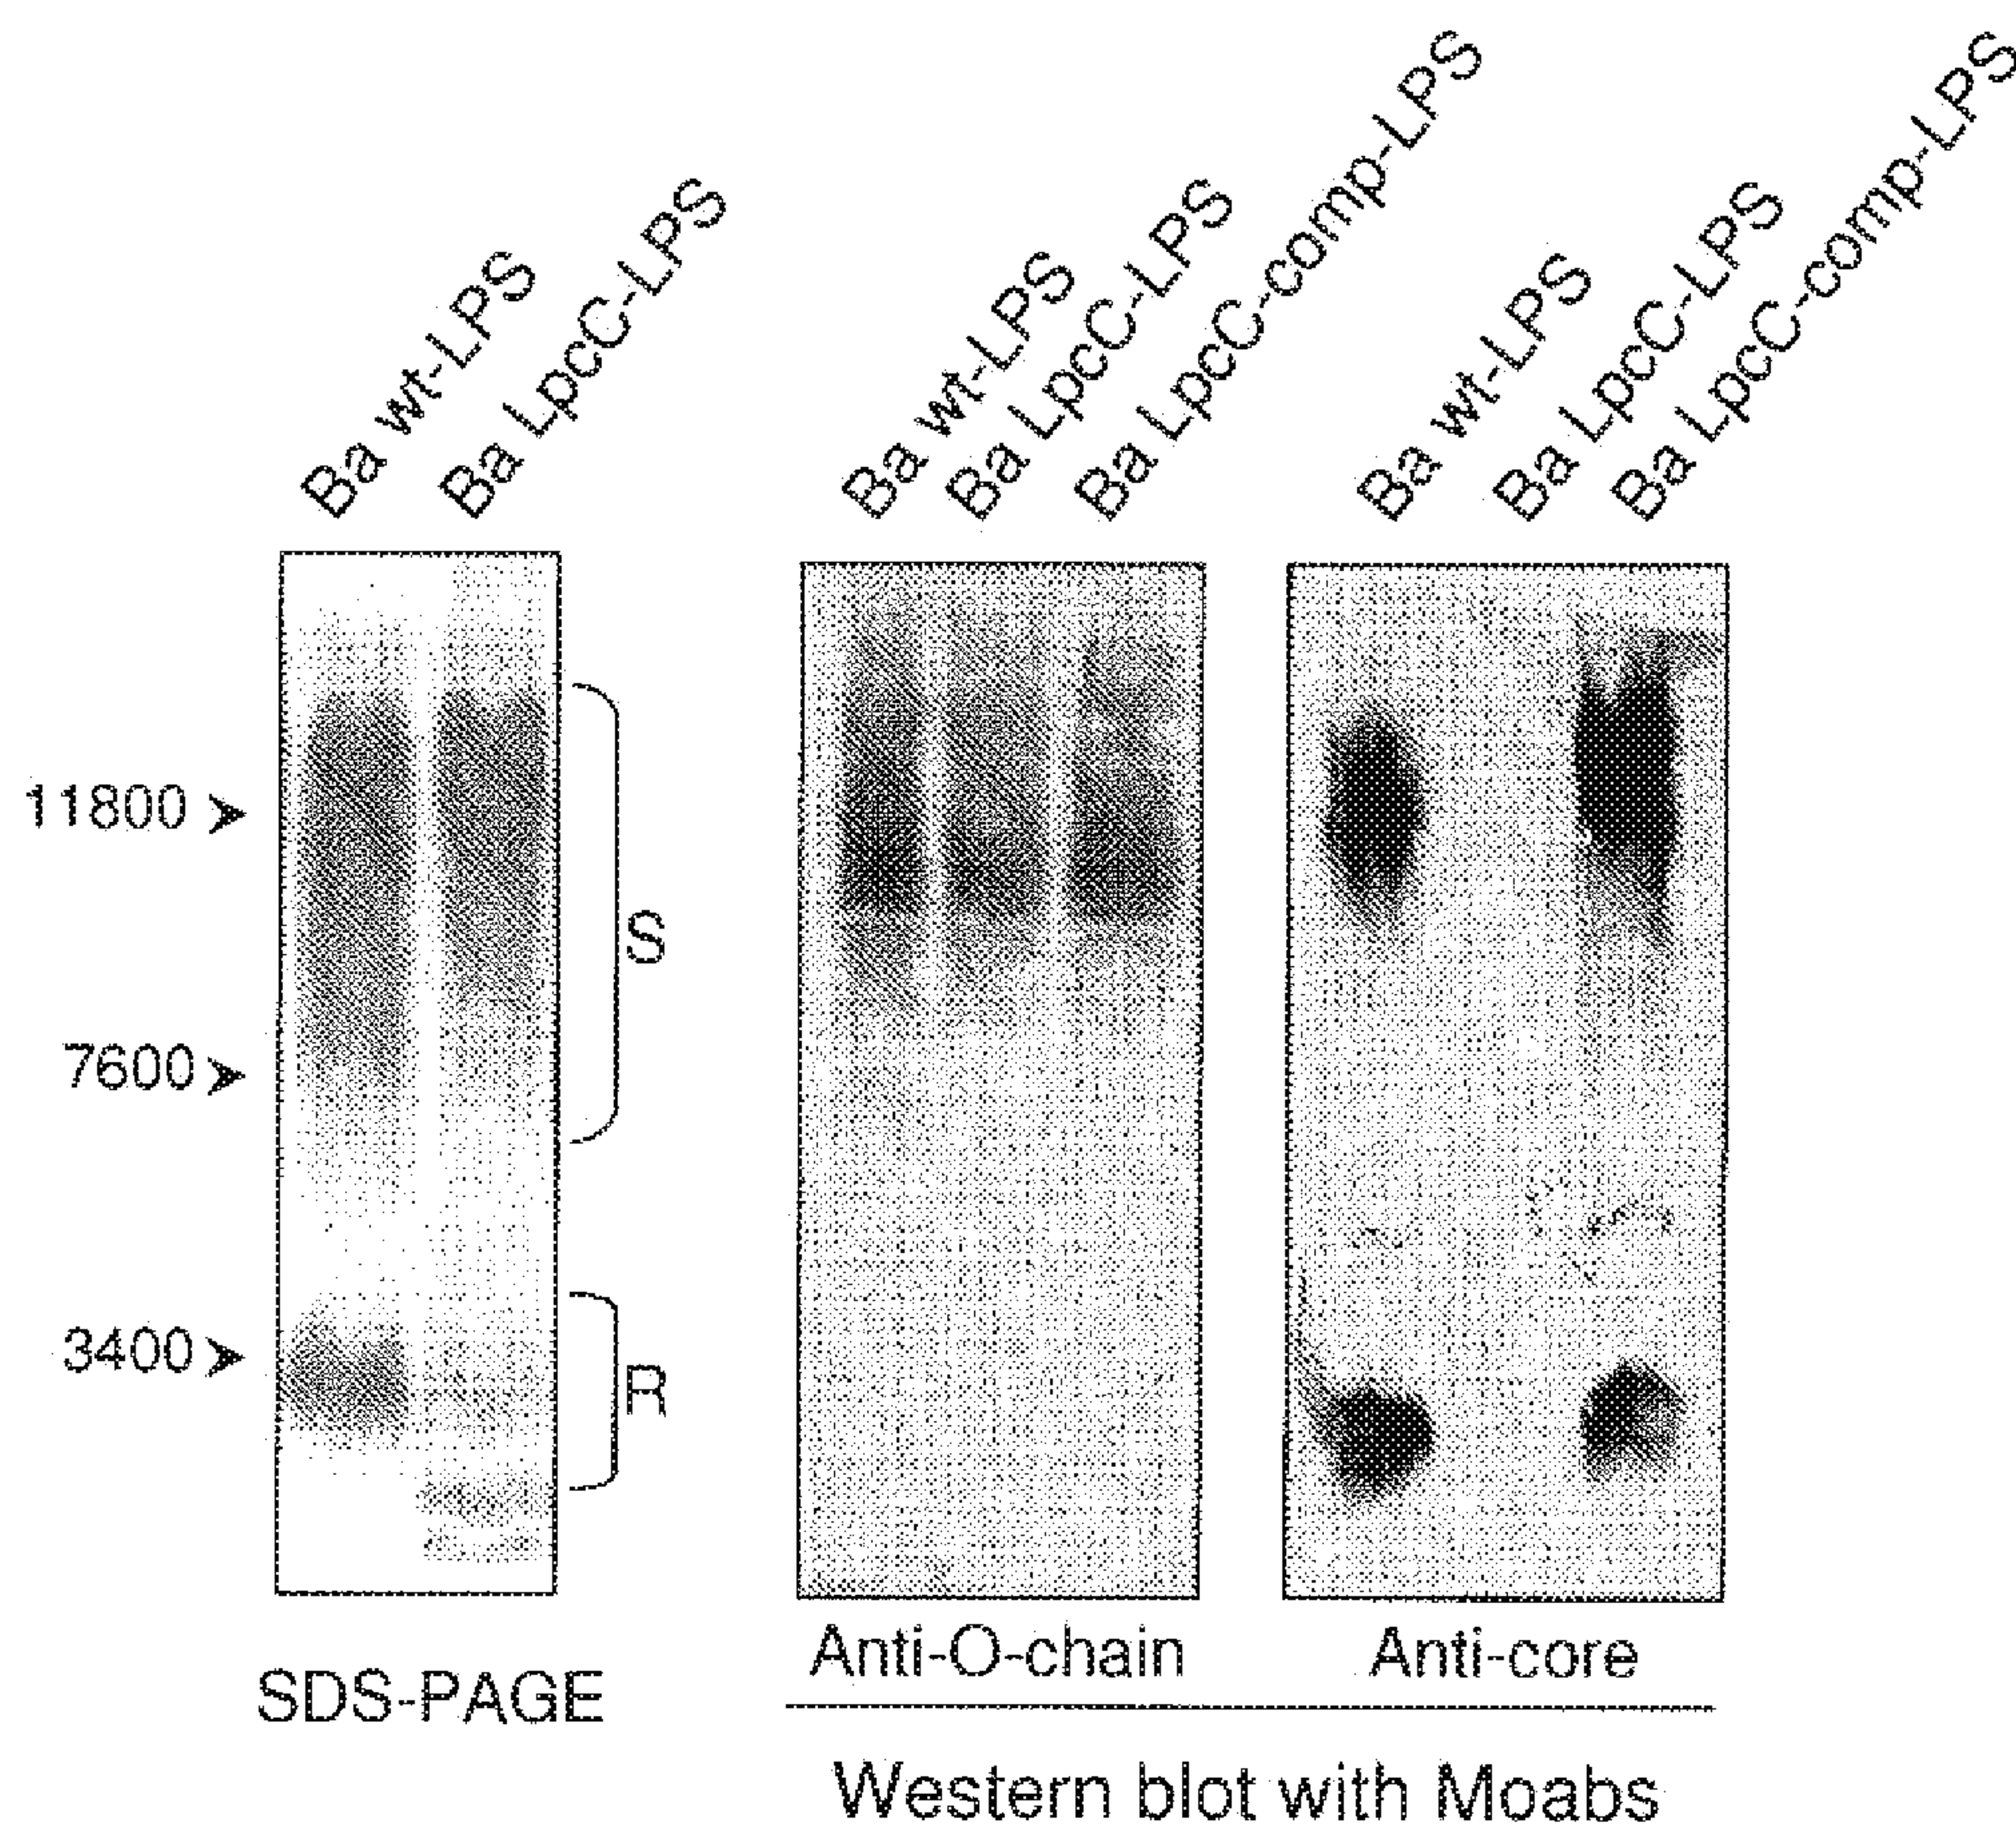 Ba wt-LPS
Ba LpcC-LPS
Ba wt-LPS
Ba LpcC-LPS
Ba LpcC-comp-LPS
Ba wt-LPS
Ba LpcC-LPS
Ba LpcC-comp-LPS
11800
7600
3400
S
R
SDS-PAGE
Anti-O-chain
Anti-core
Western blot with Moabs